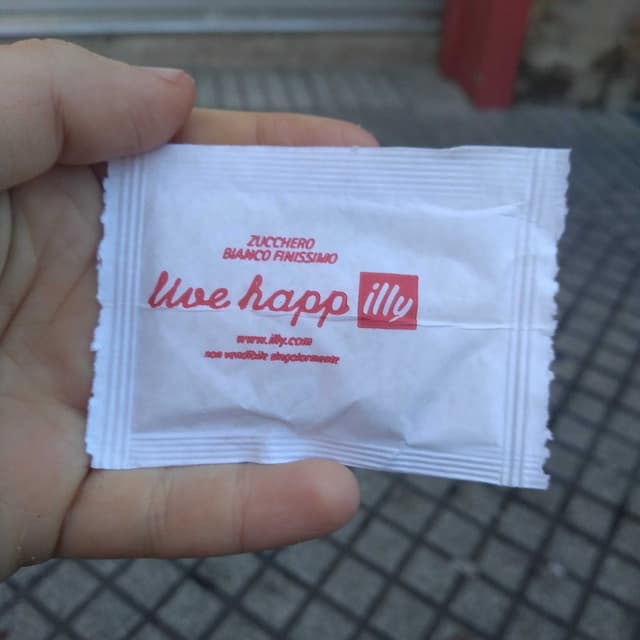 ZUCCHERO
BIANCO FINISSIMO
live happ illy
www.illy.com
non vendibile singolarmente